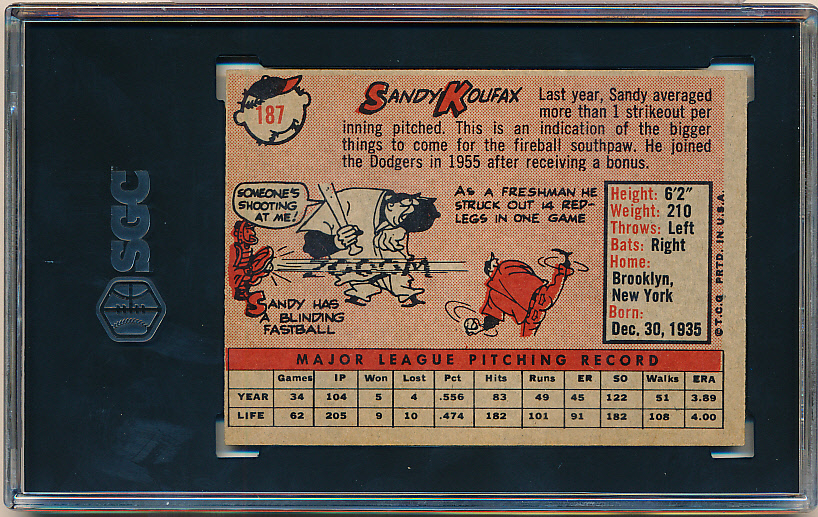 SGC
187
SANDY KOUFAX
Last year, Sandy averaged
more than 1 strikeout per
inning pitched. This is an indication of the bigger
things to come for the fireball southpaw. He joined
the Dodgers in 1955 after receiving a bonus.
SOMEONE'S
SHOOTING
AT ME!
ZOOOM
SANDY HAS
A BLINDING
FASTBALL
AS A FRESHMAN HE
STRUCK OUT 14 RED-
LEGS IN ONE GAME
Height: 6'2"
Weight: 210
Throws: Left
Bats: Right
Home:
Brooklyn,
New York
Born:
Dec. 30, 1935
© T.C.G. PRTD. IN U.S.A.
MAJOR LEAGUE PITCHING RECORD
Games IP Won Lost Pct Hits Runs ER SO Walks ERA
YEAR 34 104 5 4 .556 83 49 45 122 51 3.89
LIFE 62 205 9 10 .474 182 101 91 182 108 4.00